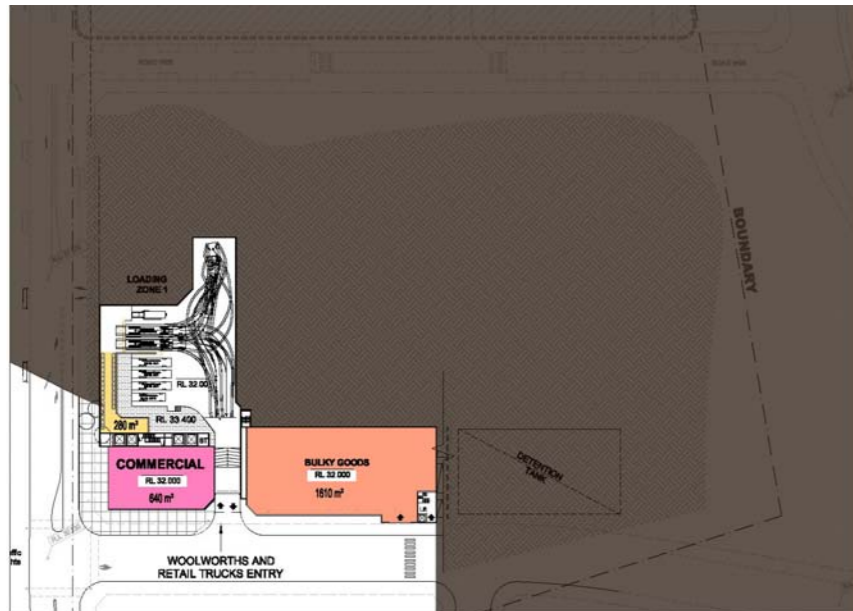 LOADING
ZONE 1
BOUNDARY
RL 32.00
RL 33.400
280 m²
COMMERCIAL
RL 32.000
640 m²
BULKY GOODS
RL 32.000
1610 m²
DETENTION
TANK
WOOLWORTHS AND
RETAIL TRUCKS ENTRY